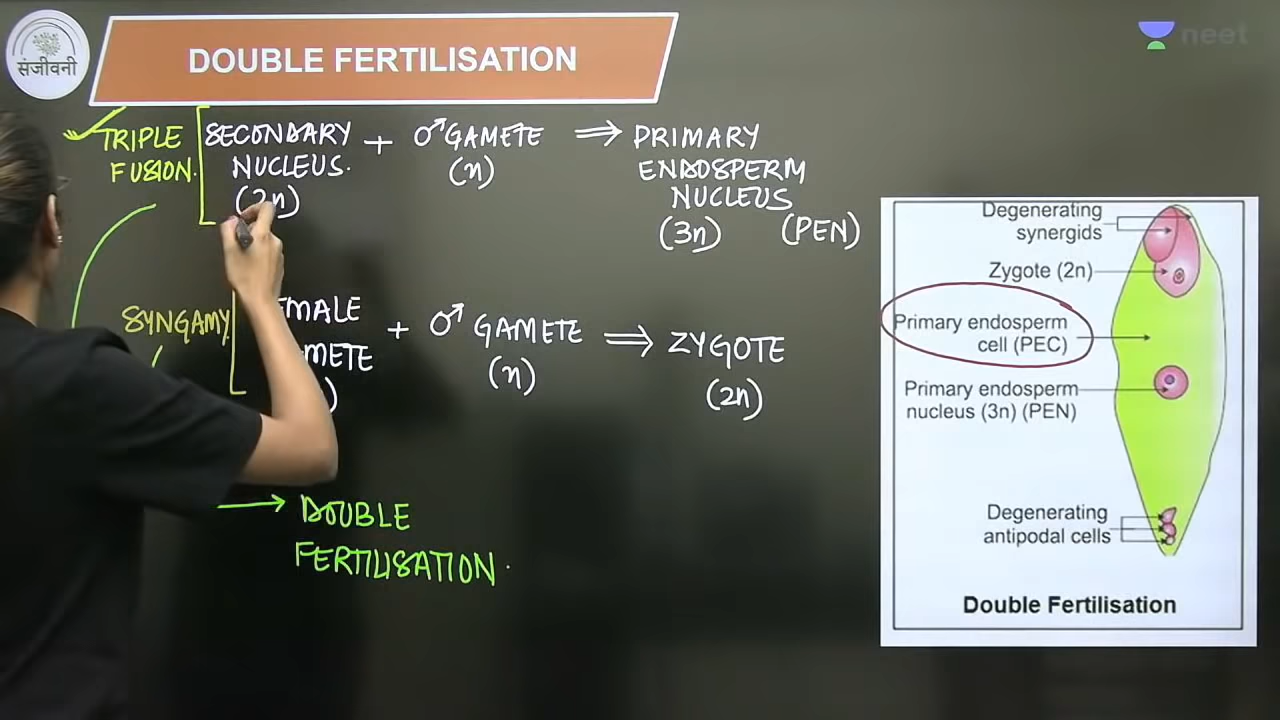 संजीवनी
DOUBLE FERTILISATION
neet
TRIPLE
FUSION.
SECONDARY
NUCLEUS.
(2n)
+
♂ GAMETE
(n)
⇒
PRIMARY
ENDOSPERM
NUCLEUS
(3n) (PEN)
SYNGAMY
+
♂ GAMETE
(n)
⇒
ZYGOTE
(2n)
→ DOUBLE
FERTILISATION.
Degenerating
synergids
Zygote (2n)
Primary endosperm
cell (PEC)
Primary endosperm
nucleus (3n) (PEN)
Degenerating
antipodal cells
Double Fertilisation